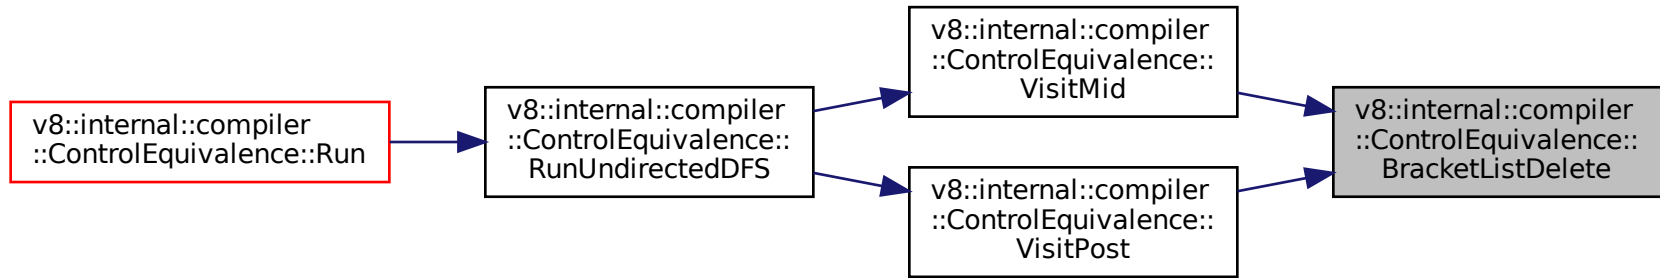 v8::internal::compiler
::ControlEquivalence::Run
v8::internal::compiler
::ControlEquivalence::
RunUndirectedDFS
v8::internal::compiler
::ControlEquivalence::
VisitMid
v8::internal::compiler
::ControlEquivalence::
VisitPost
v8::internal::compiler
::ControlEquivalence::
BracketListDelete